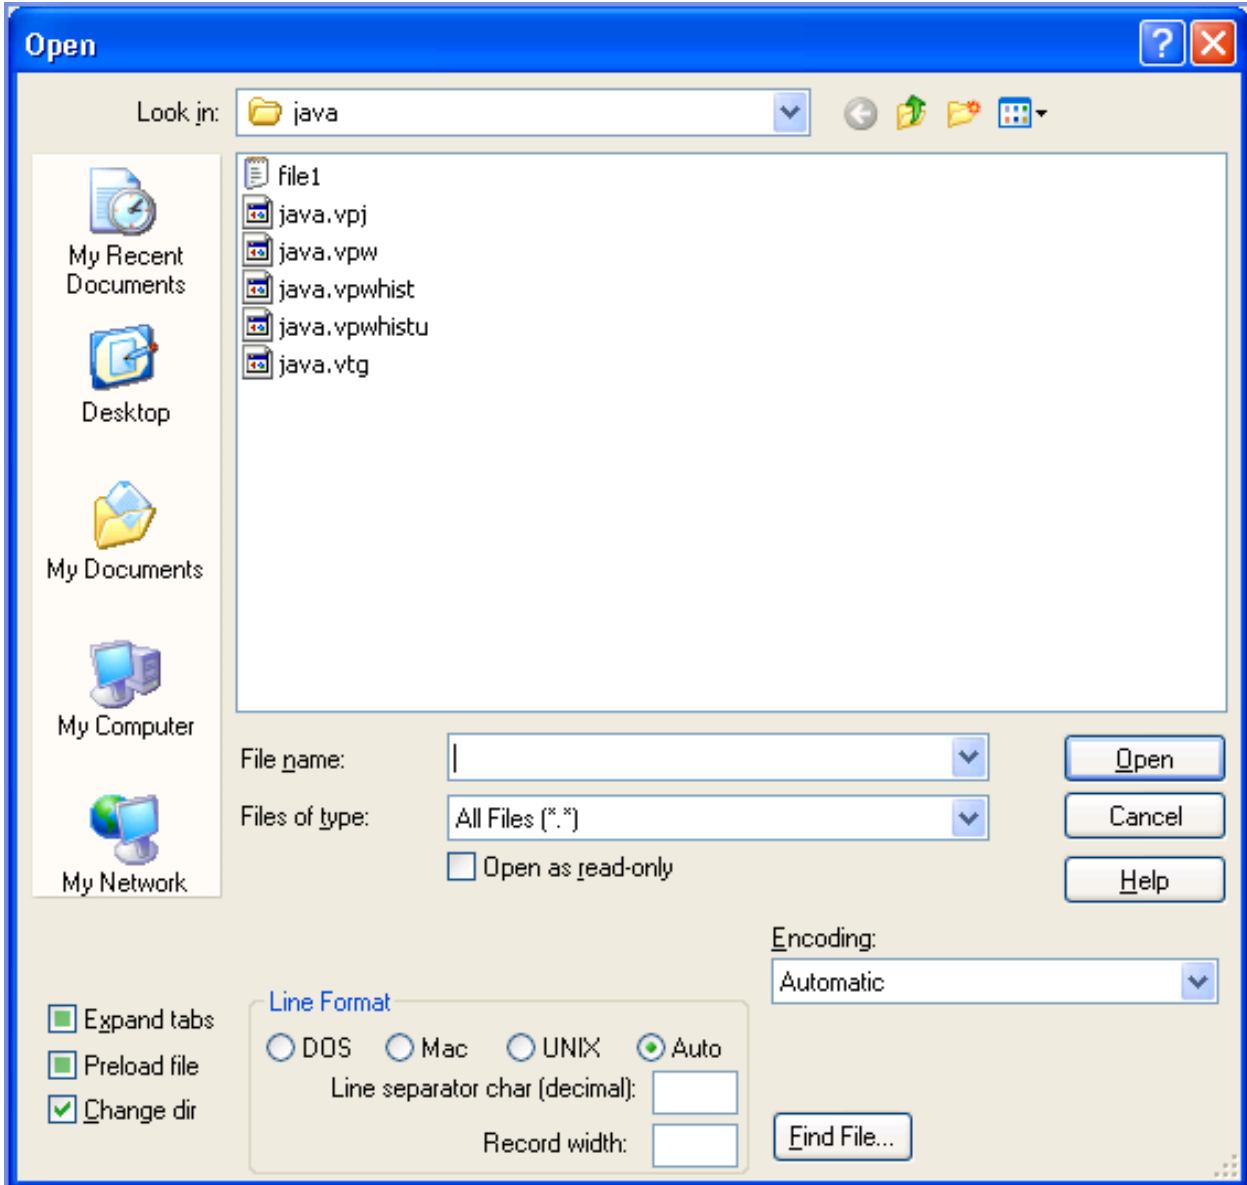 Open
Look in: java
file1
java.vpj
java.vpw
java.vpwhist
java.vpwhistu
java.vtg
My Recent
Documents
Desktop
My Documents
My Computer
My Network
File name:
Open
Files of type: All Files (*.*)
Cancel
Open as read-only
Help
Encoding:
Automatic
Expand tabs
Preload file
Change dir
Line Format
DOS Mac UNIX Auto
Line separator char (decimal):
Record width:
Find File...